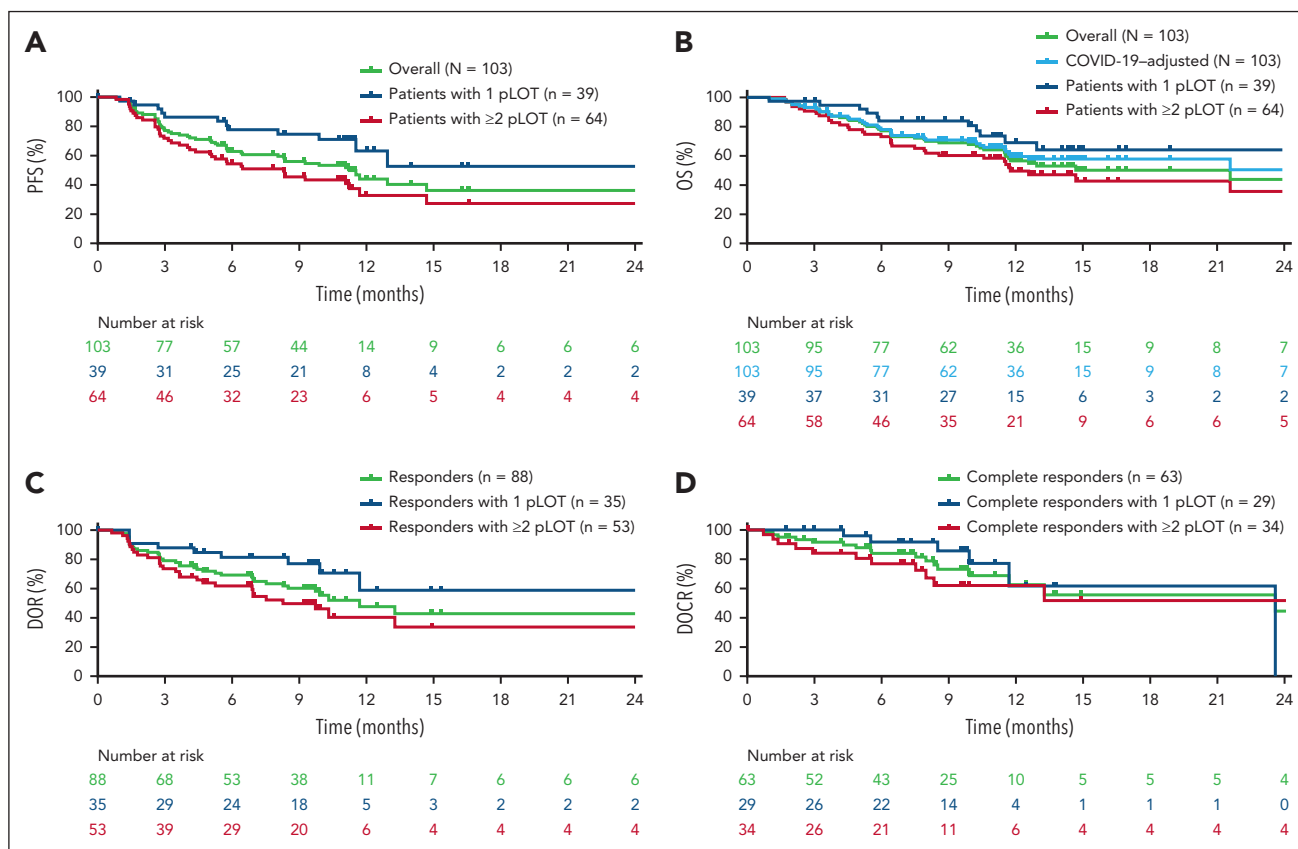 A
Overall (N = 103)
Patients with 1 pLOT (n = 39)
Patients with ≥2 pLOT (n = 64)
PFS (%)
100
80
60
40
20
0
0 3 6 9 12 15 18 21 24
Time (months)
Number at risk
103 77 57 44 14 9 6 6 6
39 31 25 21 8 4 2 2 2
64 46 32 23 6 5 4 4 4
B
Overall (N = 103)
COVID-19–adjusted (N = 103)
Patients with 1 pLOT (n = 39)
Patients with ≥2 pLOT (n = 64)
OS (%)
100
80
60
40
20
0
0 3 6 9 12 15 18 21 24
Time (months)
Number at risk
103 95 77 62 36 15 9 8 7
103 95 77 62 36 15 9 8 7
39 37 31 27 15 6 3 2 2
64 58 46 35 21 9 6 6 5
C
Responders (n = 88)
Responders with 1 pLOT (n = 35)
Responders with ≥2 pLOT (n = 53)
DOR (%)
100
80
60
40
20
0
0 3 6 9 12 15 18 21 24
Time (months)
Number at risk
88 68 53 38 11 7 6 6 6
35 29 24 18 5 3 2 2 2
53 39 29 20 6 4 4 4 4
D
Complete responders (n = 63)
Complete responders with 1 pLOT (n = 29)
Complete responders with ≥2 pLOT (n = 34)
DOCR (%)
100
80
60
40
20
0
0 3 6 9 12 15 18 21 24
Time (months)
Number at risk
63 52 43 25 10 5 5 5 4
29 26 22 14 4 1 1 1 0
34 26 21 11 6 4 4 4 4